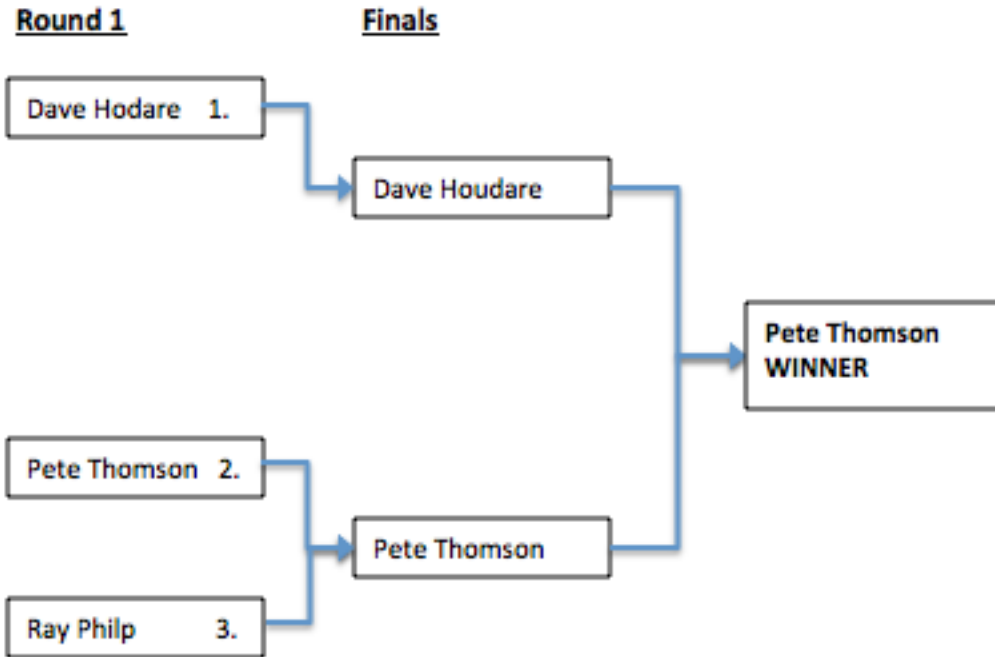 Round 1
Finals
Dave Hodare 1.
Dave Houdare
Pete Thomson
WINNER
Pete Thomson 2.
Pete Thomson
Ray Philp 3.